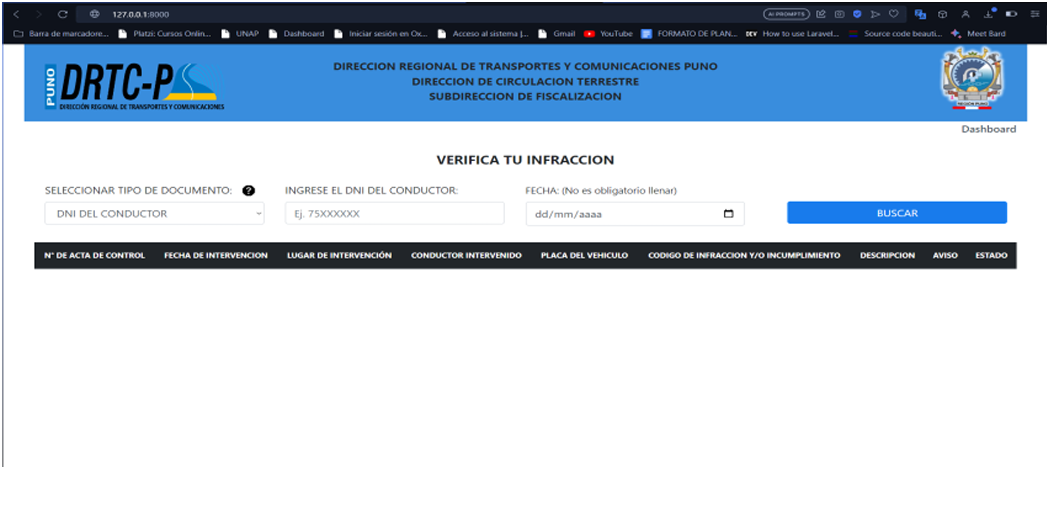 127.0.0.1:8000
AI PROMPTS
Barra de marcadore... Platzi: Cursos Onlin... UNAP Dashboard Iniciar sesión en Ox... Acceso al sistema |... Gmail YouTube FORMATO DE PLAN... DEV How to use Laravel... Source code beauti... Meet Bard
PUNO
DRTC-P
DIRECCIÓN REGIONAL DE TRANSPORTES Y COMUNICACIONES
DIRECCION REGIONAL DE TRANSPORTES Y COMUNICACIONES PUNO
DIRECCION DE CIRCULACION TERRESTRE
SUBDIRECCION DE FISCALIZACION
REGION PUNO
Dashboard
VERIFICA TU INFRACCION
SELECCIONAR TIPO DE DOCUMENTO: ? INGRESE EL DNI DEL CONDUCTOR: FECHA: (No es obligatorio llenar)
DNI DEL CONDUCTOR Ej. 75XXXXXX dd/mm/aaaa BUSCAR
N° DE ACTA DE CONTROL FECHA DE INTERVENCION LUGAR DE INTERVENCIÓN CONDUCTOR INTERVENIDO PLACA DEL VEHICULO CODIGO DE INFRACCION Y/O INCUMPLIMIENTO DESCRIPCION AVISO ESTADO